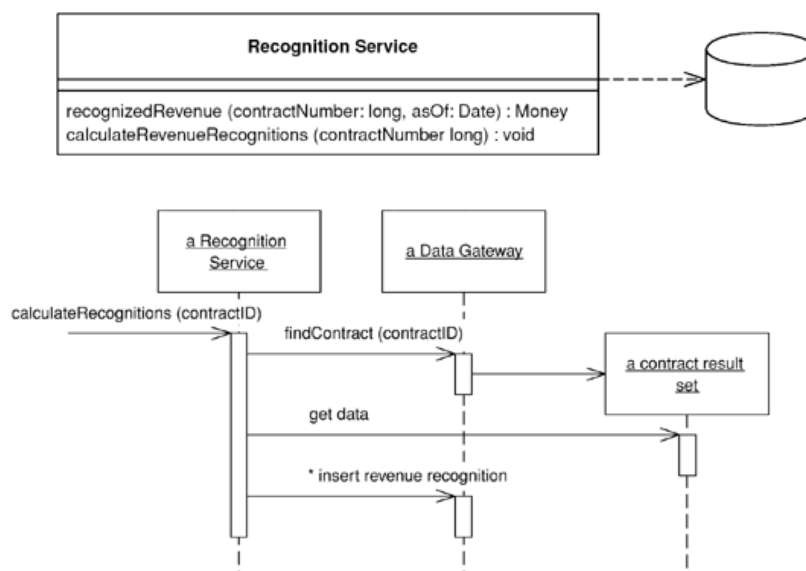 Recognition Service
recognizedRevenue (contractNumber: long, asOf: Date) : Money
calculateRevenueRecognitions (contractNumber long) : void
a Recognition
Service
a Data Gateway
calculateRecognitions (contractID)
findContract (contractID)
a contract result
set
get data
* insert revenue recognition